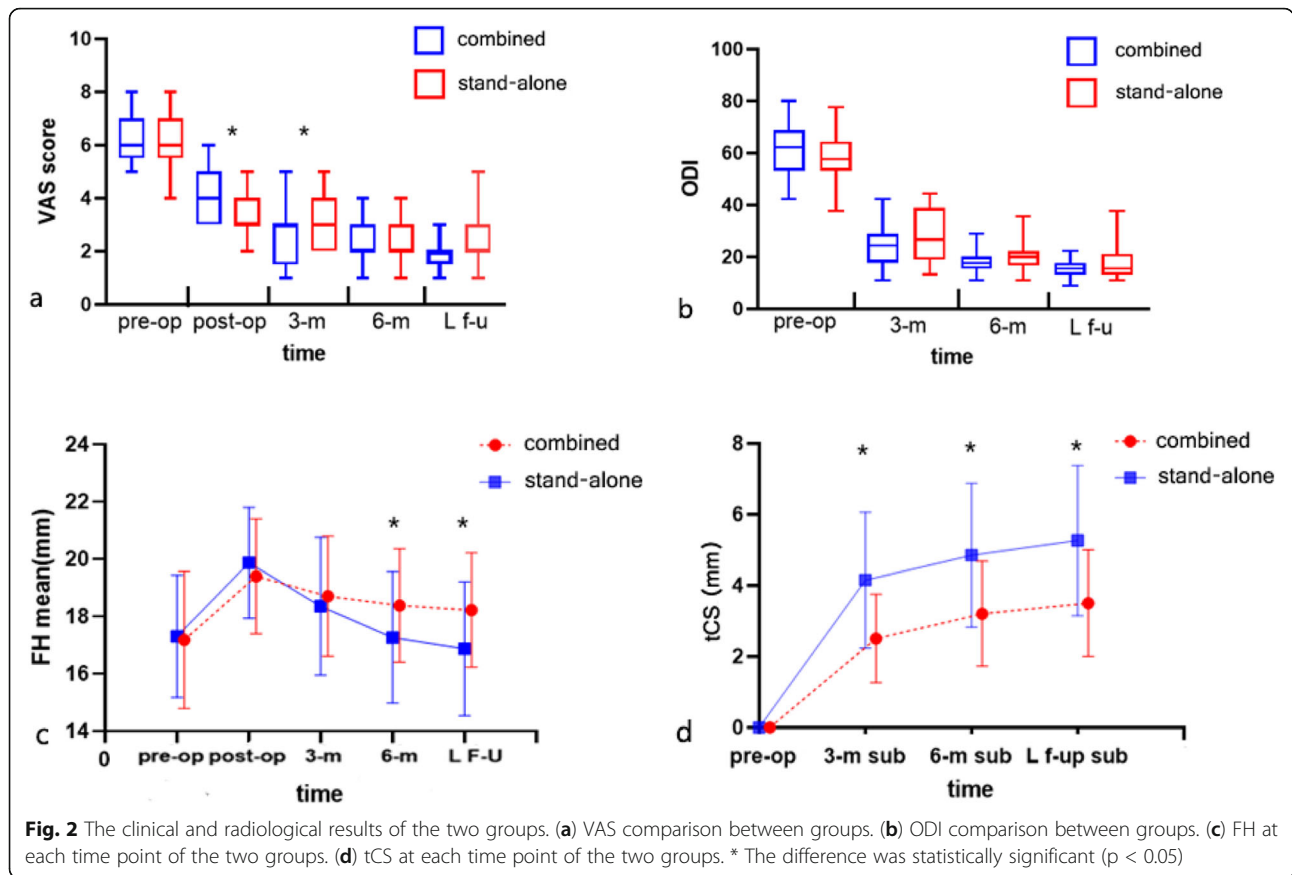 10
8
6
4
2
0
VAS score
combined
stand-alone
*
*
pre-op post-op 3-m 6-m L f-u
time
a
100
80
60
40
20
0
ODI
combined
stand-alone
pre-op 3-m 6-m L f-u
time
b
24
22
20
18
16
14
0
FH mean(mm)
combined
stand-alone
*
*
pre-op post-op 3-m 6-m L F-U
time
c
8
6
4
2
0
tCS (mm)
combined
stand-alone
*
*
*
pre-op 3-m sub 6-m sub L f-up sub
time
d
Fig. 2 The clinical and radiological results of the two groups. (a) VAS comparison between groups. (b) ODI comparison between groups. (c) FH at
each time point of the two groups. (d) tCS at each time point of the two groups. * The difference was statistically significant (p < 0.05)